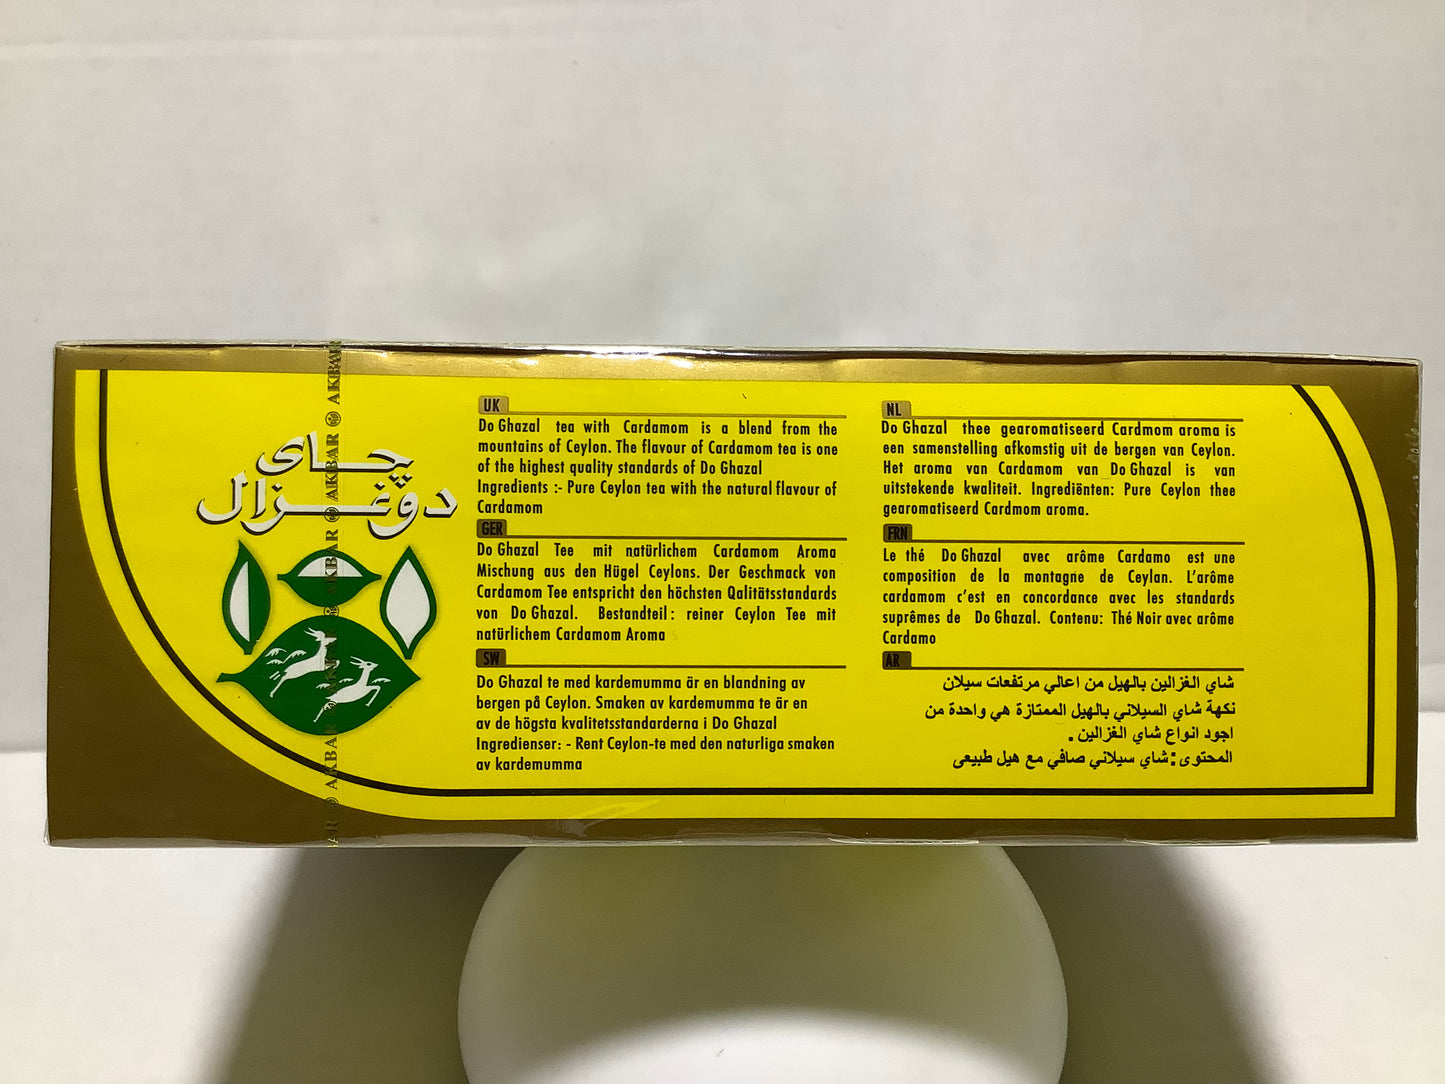 چای
دوغزال
AKBAR AKBAR AKBAR AKBAR AKBAR AKBAR
UK
Do Ghazal tea with Cardamom is a blend from the
mountains of Ceylon. The flavour of Cardamom tea is one
of the highest quality standards of Do Ghazal
Ingredients :- Pure Ceylon tea with the natural flavour of
Cardamom
GER
Do Ghazal Tee mit natürlichem Cardamom Aroma
Mischung aus den Hügel Ceylons. Der Geschmack von
Cardamom Tee entspricht den höchsten Qalitätsstandards
von Do Ghazal. Bestandteil: reiner Ceylon Tee mit
natürlichem Cardamom Aroma
SW
Do Ghazal te med kardemumma är en blandning av
bergen på Ceylon. Smaken av kardemumma te är en
av de högsta kvalitetsstandarderna i Do Ghazal
Ingredienser: - Rent Ceylon-te med den naturliga smaken
av kardemumma
NL
Do Ghazal thee gearomatiseerd Cardmom aroma is
een samenstelling afkomstig uit de bergen van Ceylon.
Het aroma van Cardamom van Do Ghazal is van
uitstekende kwaliteit. Ingrediënten: Pure Ceylon thee
gearomatiseerd Cardmom aroma.
FRN
Le thé Do Ghazal avec arôme Cardamo est une
composition de la montagne de Ceylan. L'arôme
cardamom c'est en concordance avec les standards
suprêmes de Do Ghazal. Contenu: Thé Noir avec arôme
Cardamo
AR
شاي الغزالين بالهيل من اعالي مرتفعات سيلان
نكهة شاي السيلاني بالهيل الممتازة هي واحدة من
اجود انواع شاي الغزالين .
المحتوى : شاي سيلاني صافي مع هيل طبيعى